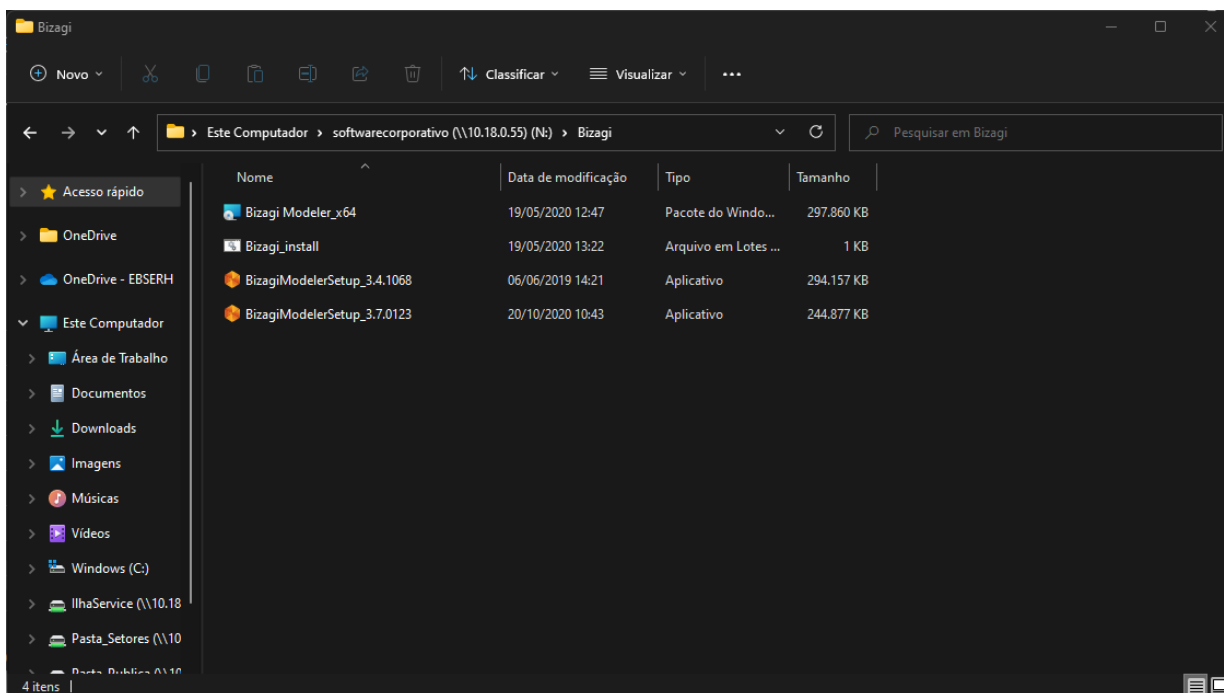 Bizagi
Novo
Classificar
Visualizar
Este Computador > softwarecorporativo (\\10.18.0.55) (N:) > Bizagi
Pesquisar em Bizagi
Nome Data de modificação Tipo Tamanho
Bizagi Modeler_x64 19/05/2020 12:47 Pacote do Windo... 297.860 KB
Bizagi_install 19/05/2020 13:22 Arquivo em Lotes ... 1 KB
BizagiModelerSetup_3.4.1068 06/06/2019 14:21 Aplicativo 294.157 KB
BizagiModelerSetup_3.7.0123 20/10/2020 10:43 Aplicativo 244.877 KB
Acesso rápido
OneDrive
OneDrive - EBSERH
Este Computador
Área de Trabalho
Documentos
Downloads
Imagens
Músicas
Vídeos
Windows (C:)
IlhaService (\\10.18
Pasta_Setores (\\10
Pasta_Publica (\\10
4 itens